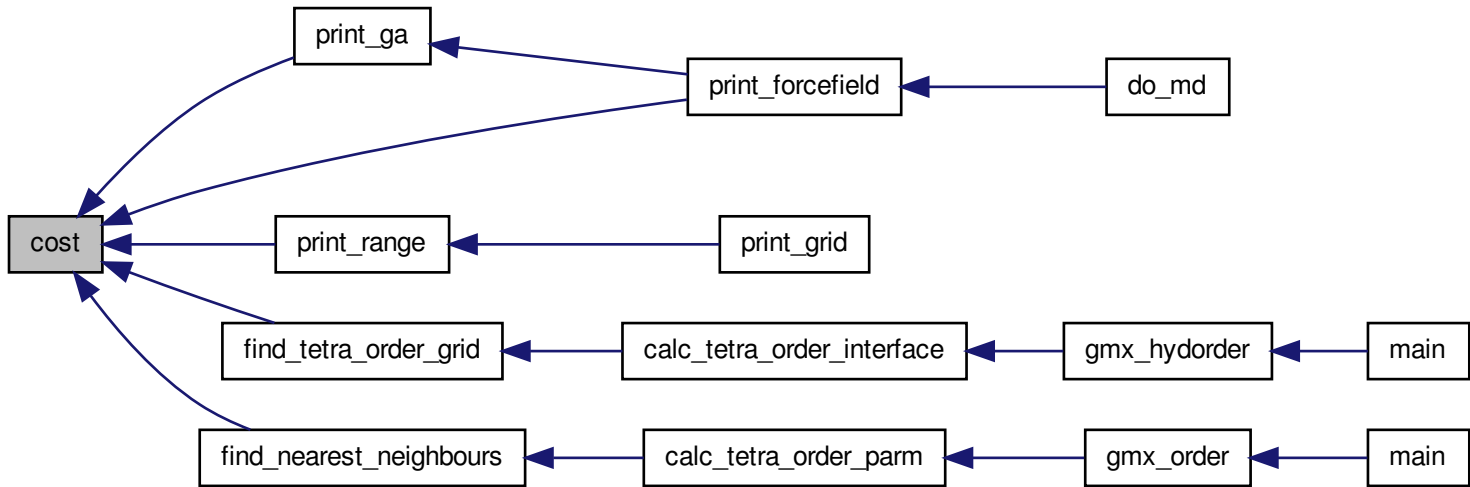 print_ga
print_forcefield
do_md
cost
print_range
print_grid
find_tetra_order_grid
calc_tetra_order_interface
gmx_hydorder
main
find_nearest_neighbours
calc_tetra_order_parm
gmx_order
main